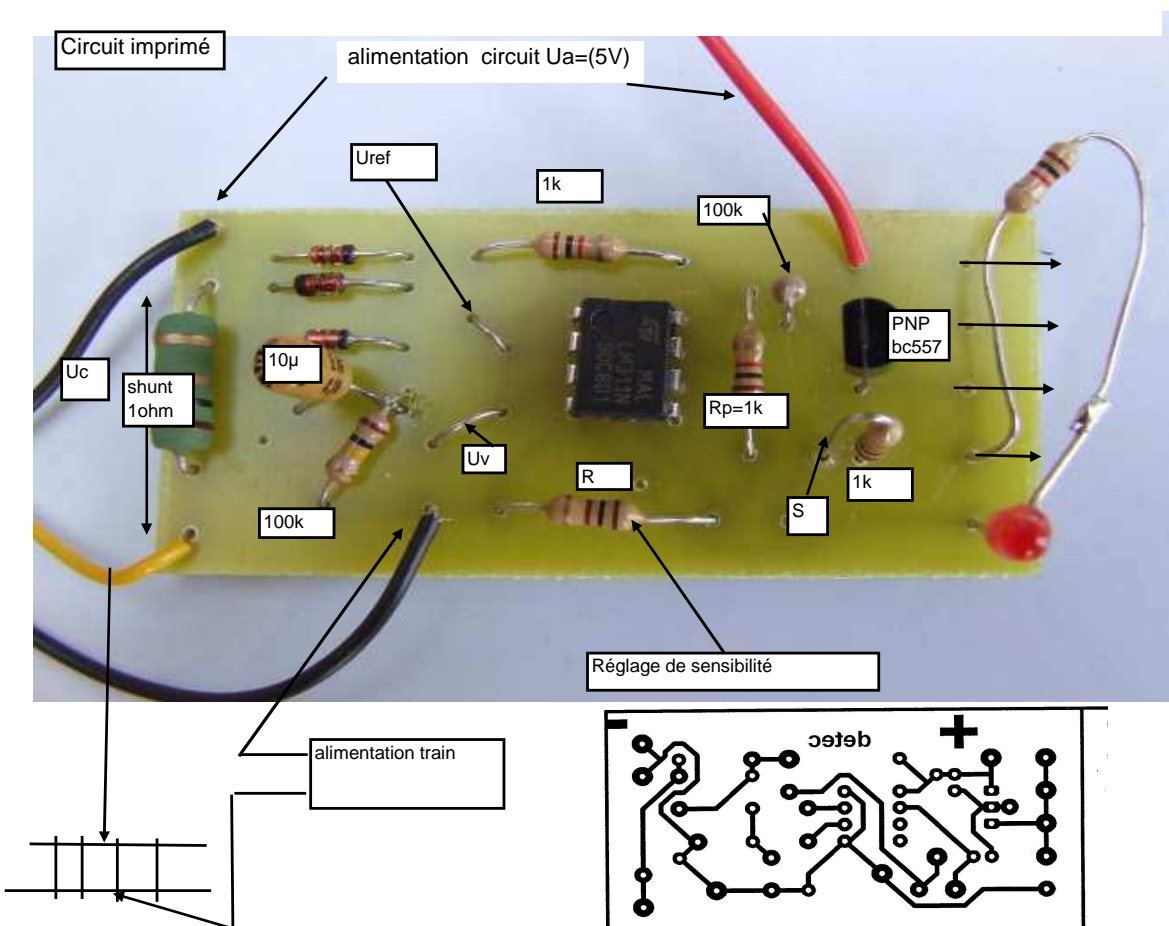 Circuit imprimé
alimentation circuit Ua=(5V)
Uref
1k
100k
PNP
bc557
10µ
Uc
shunt
1ohm
Rp=1k
Uv
R
1k
S
100k
Réglage de sensibilité
alimentation train
-
+
detec